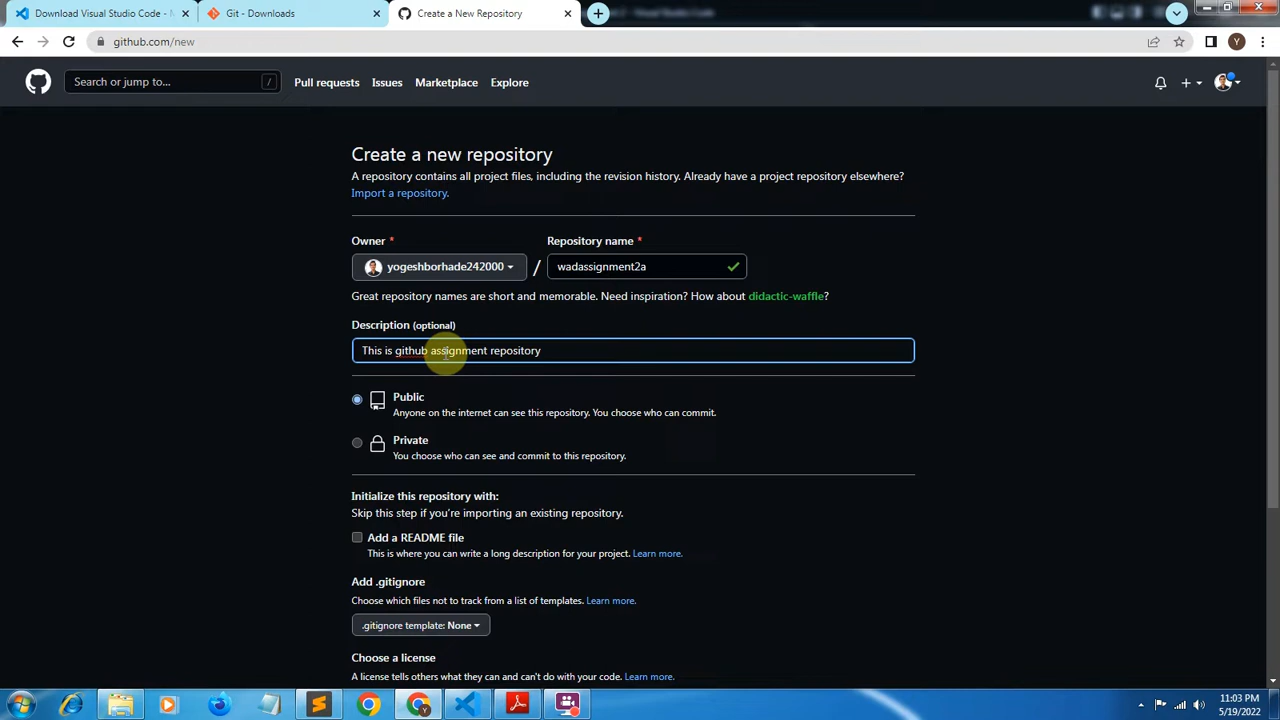 Download Visual Studio Code - M
Git - Downloads
Create a New Repository
github.com/new
Y
Search or jump to...
/
Pull requests
Issues
Marketplace
Explore
Create a new repository
A repository contains all project files, including the revision history. Already have a project repository elsewhere?
Import a repository.
Owner *
Repository name *
yogeshborhade242000
/
wadassignment2a
Great repository names are short and memorable. Need inspiration? How about didactic-waffle?
Description (optional)
This is github assignment repository
Public
Anyone on the internet can see this repository. You choose who can commit.
Private
You choose who can see and commit to this repository.
Initialize this repository with:
Skip this step if you're importing an existing repository.
Add a README file
This is where you can write a long description for your project. Learn more.
Add .gitignore
Choose which files not to track from a list of templates. Learn more.
.gitignore template: None
Choose a license
A license tells others what they can and can't do with your code. Learn more.
11:03 PM
5/19/2022